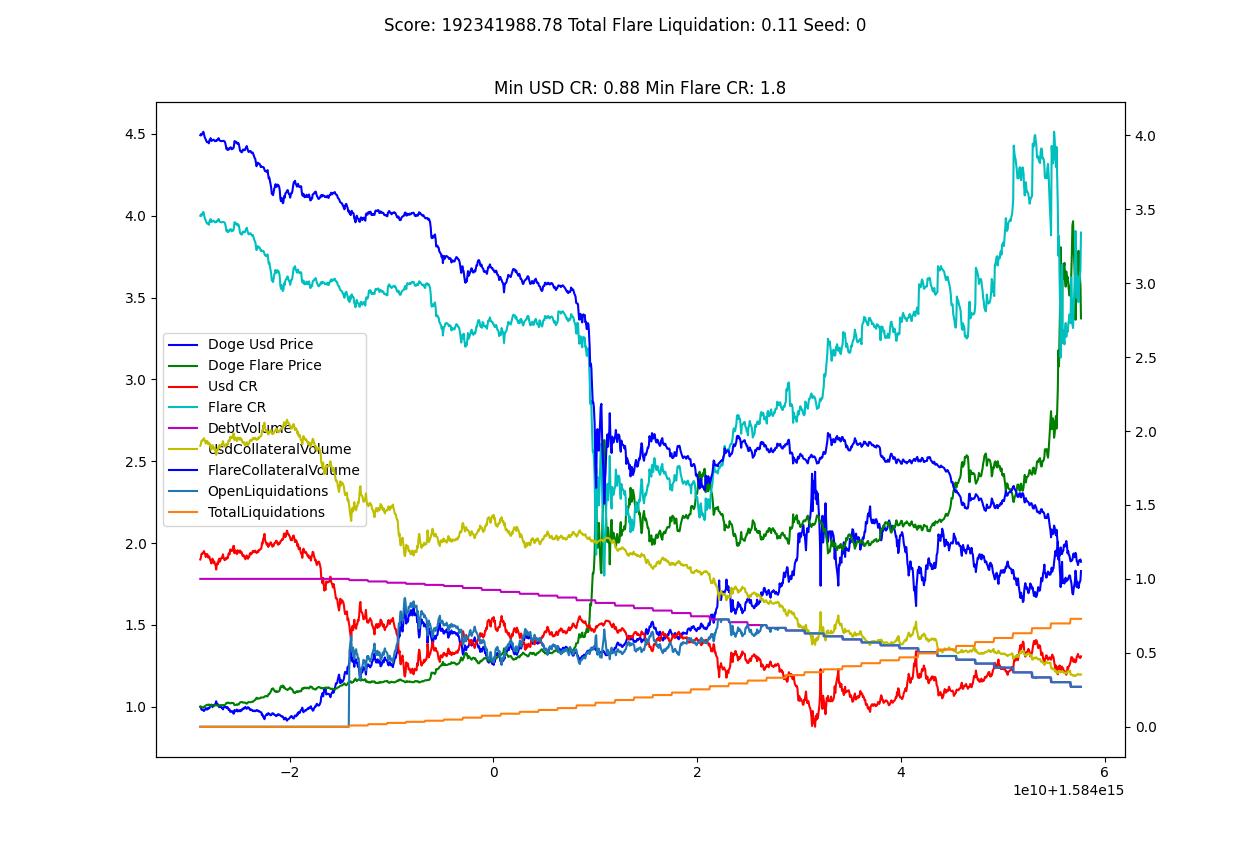 Score: 192341988.78 Total Flare Liquidation: 0.11 Seed: 0
Min USD CR: 0.88 Min Flare CR: 1.8
4.5
4.0
3.5
3.0
2.5
2.0
1.5
1.0
4.0
3.5
3.0
2.5
2.0
1.5
1.0
0.5
0.0
Doge Usd Price
Doge Flare Price
Usd CR
Flare CR
DebtVolume
UsdCollateralVolume
FlareCollateralVolume
OpenLiquidations
TotalLiquidations
−2 0 2 4 6
1e10+1.584e15